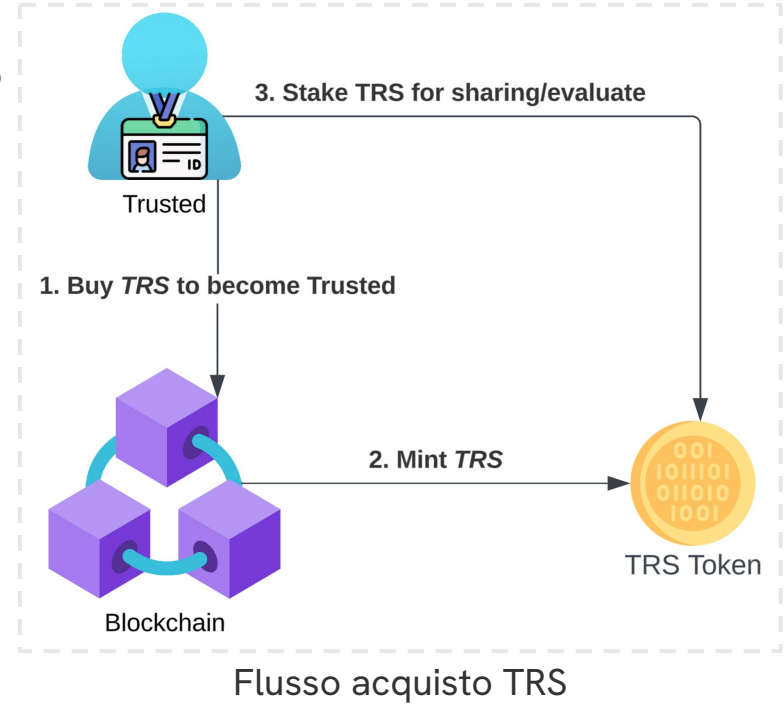 3. Stake TRS for sharing/evaluate
ID
Trusted
1. Buy TRS to become Trusted
2. Mint TRS
001
1011101
011010
1001
TRS Token
Blockchain
Flusso acquisto TRS